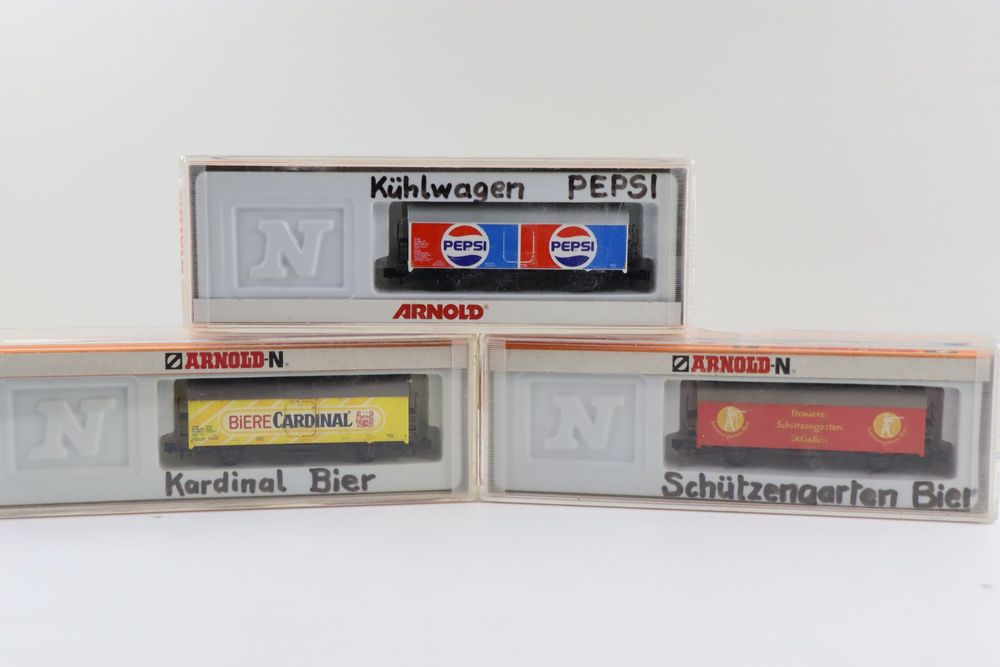 Kühlwagen PEPSI
PEPSI PEPSI
ARNOLD®
ARNOLD-N®
BIERE CARDINAL
Kardinal Bier
ARNOLD-N®
Brauerei
Schützengarten
St.Gallen
Schützengarten Bier